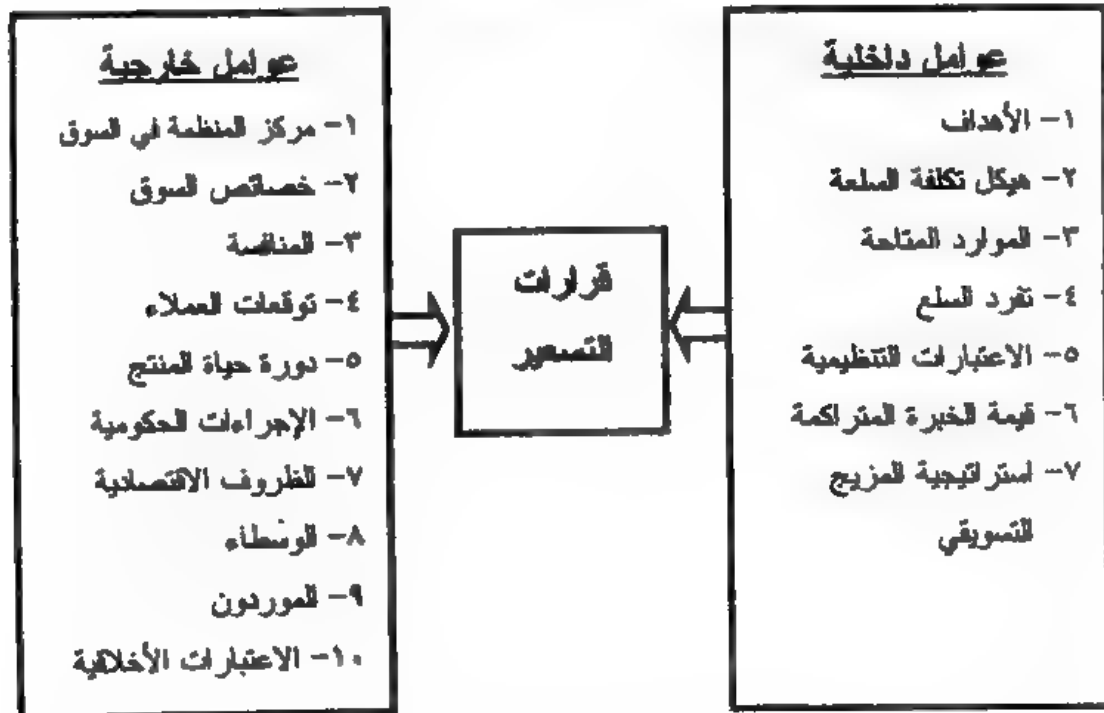 عوامل داخلية
١- الأهداف
٢- هيكل تكلفة السلعة
٣- الموارد المتاحة
٤- تفرد السلع
٥- الاعتبارات التنظيمية
٦- قيمة الخبرة المتراكمة
٧- استراتيجية المزيج
التسويقي
قرارات
التسعير
عوامل خارجية
١- مركز المنظمة في السوق
٢- خصائص السوق
٣- المنافسة
٤- توقعات العملاء
٥- دورة حياة المنتج
٦- الإجراءات الحكومية
٧- الظروف الاقتصادية
٨- الوسطاء
٩- الموردون
١٠- الاعتبارات الأخلاقية